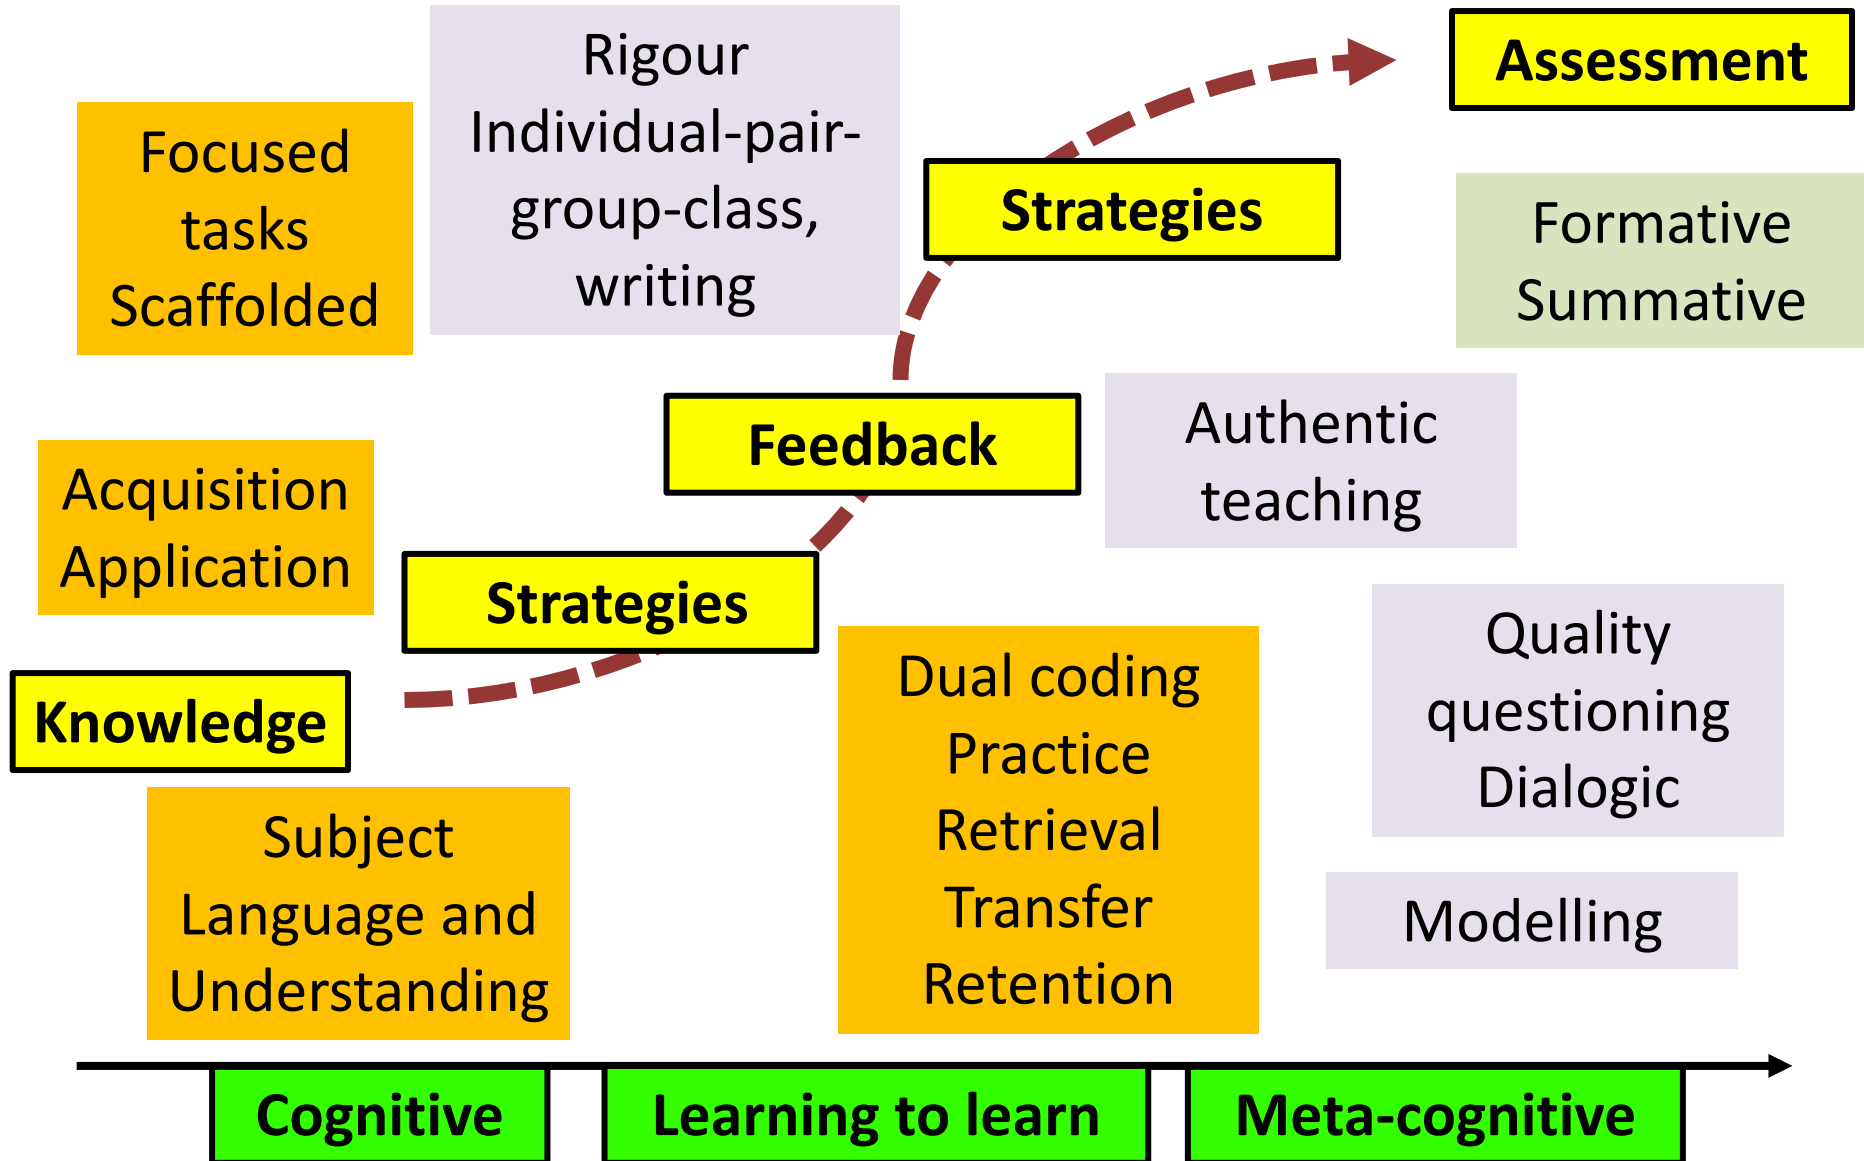 Rigour
Individual-pair-
group-class,
writing
Assessment
Focused
tasks
Scaffolded
Strategies
Formative
Summative
Feedback
Authentic
teaching
Acquisition
Application
Strategies
Quality
questioning
Dialogic
Knowledge
Dual coding
Practice
Retrieval
Transfer
Retention
Subject
Language and
Understanding
Modelling
Cognitive
Learning to learn
Meta-cognitive